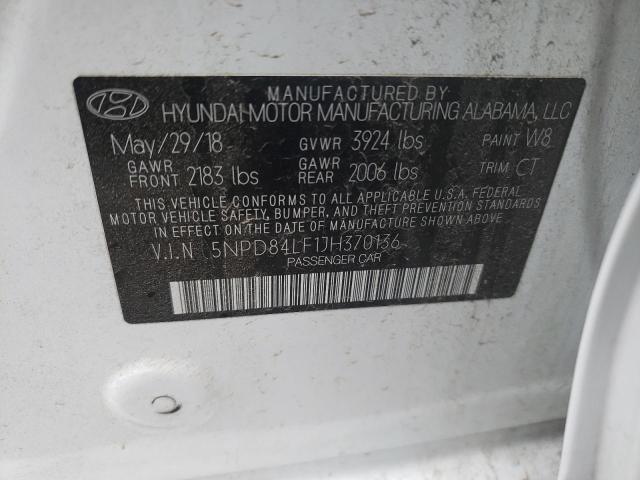 MANUFACTURED BY
HYUNDAI MOTOR MANUFACTURING ALABAMA, LLC
May/29/18 GVWR 3924 lbs PAINT W8
GAWR FRONT 2183 lbs GAWR REAR 2006 lbs TRIM CT
THIS VEHICLE CONFORMS TO ALL APPLICABLE U.S.A. FEDERAL
MOTOR VEHICLE SAFETY, BUMPER, AND THEFT PREVENTION STANDARDS
IN EFFECT ON THE DATE OF MANUFACTURE SHOWN ABOVE.
V.I.N 5NPD84LF1JH370136
PASSENGER CAR